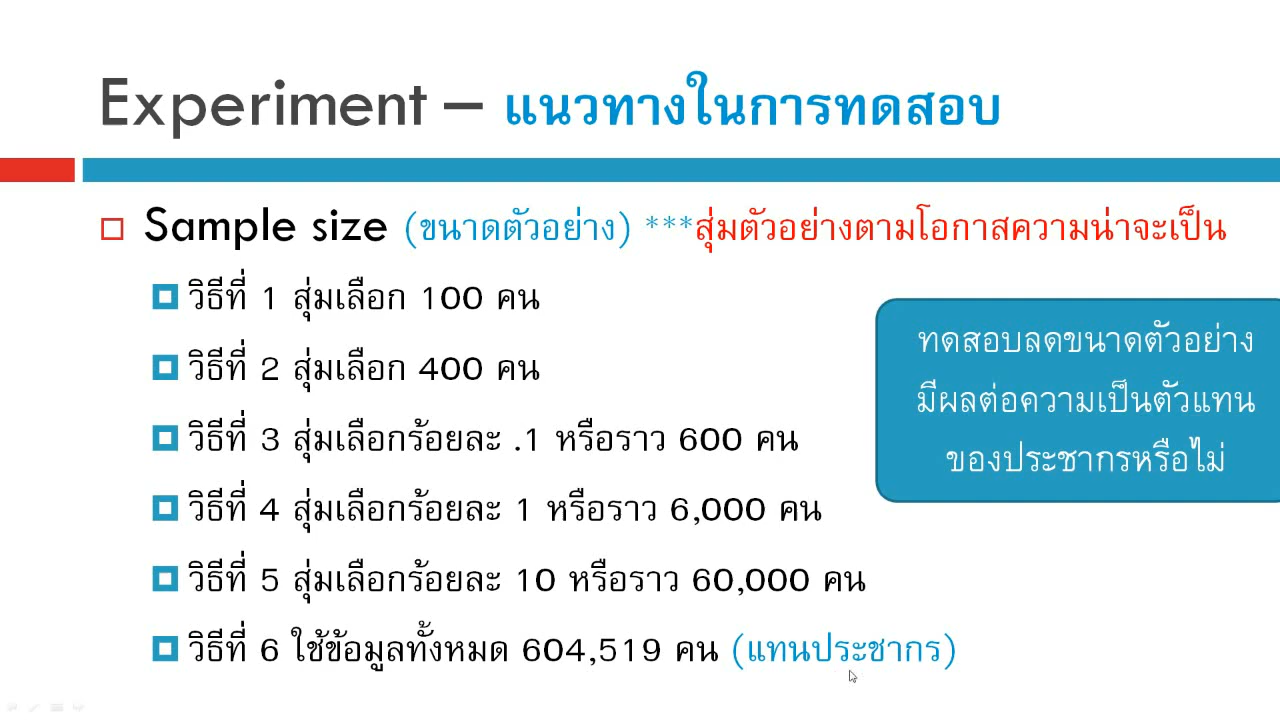 Experiment – แนวทางในการทดสอบ
Sample size (ขนาดตัวอย่าง) ***สุ่มตัวอย่างตามโอกาสความน่าจะเป็น
วิธีที่ 1 สุ่มเลือก 100 คน
วิธีที่ 2 สุ่มเลือก 400 คน
วิธีที่ 3 สุ่มเลือกร้อยละ .1 หรือราว 600 คน
วิธีที่ 4 สุ่มเลือกร้อยละ 1 หรือราว 6,000 คน
วิธีที่ 5 สุ่มเลือกร้อยละ 10 หรือราว 60,000 คน
วิธีที่ 6 ใช้ข้อมูลทั้งหมด 604,519 คน (แทนประชากร)
ทดสอบลดขนาดตัวอย่าง
มีผลต่อความเป็นตัวแทน
ของประชากรหรือไม่